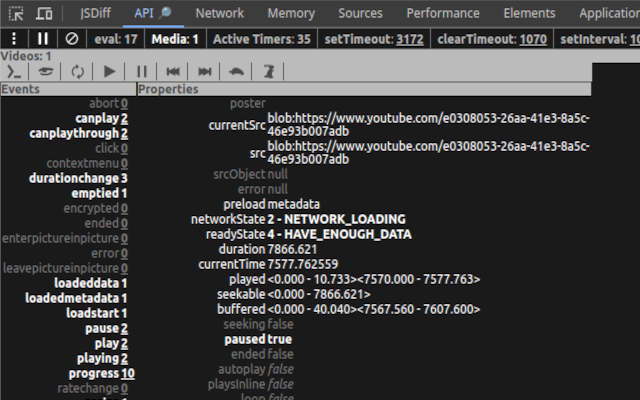 JSDiff API 🔎 Network Memory Sources Performance Elements Application
eval: 17 Media: 1 Active Timers: 35 setTimeout: 3172 clearTimeout: 1070 setInterval: 10
Videos: 1
Events Properties
abort 0 poster
canplay 2 currentSrc blob:https://www.youtube.com/e0308053-26aa-41e3-8a5c-
canplaythrough 2 46e93b007adb
click 0 src blob:https://www.youtube.com/e0308053-26aa-41e3-8a5c-
contextmenu 0 46e93b007adb
durationchange 3 srcObject null
emptied 1 error null
encrypted 0 preload metadata
ended 0 networkState 2 - NETWORK_LOADING
enterpictureinpicture 0 readyState 4 - HAVE_ENOUGH_DATA
error 0 duration 7866.621
leavepictureinpicture 0 currentTime 7577.762559
loadeddata 1 played <0.000 - 10.733><7570.000 - 7577.763>
loadedmetadata 1 seekable <0.000 - 7866.621>
loadstart 1 buffered <0.000 - 40.040><7567.560 - 7607.600>
pause 2 seeking false
play 2 paused true
playing 2 ended false
progress 10 autoplay false
ratechange 0 playsInline false
loop false